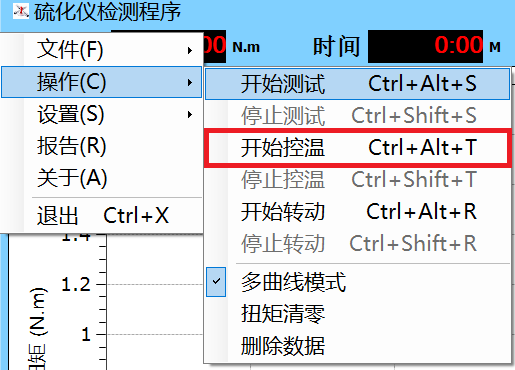 硫化仪检测程序
00 N.m 时间 0:00 M
文件(F)
操作(C)
设置(S)
报告(R)
关于(A)
退出 Ctrl+X
开始测试 Ctrl+Alt+S
停止测试 Ctrl+Shift+S
开始控温 Ctrl+Alt+T
停止控温 Ctrl+Shift+T
开始转动 Ctrl+Alt+R
停止转动 Ctrl+Shift+R
多曲线模式
扭矩清零
删除数据
1.4
1.2
1
扭矩 (N.m)